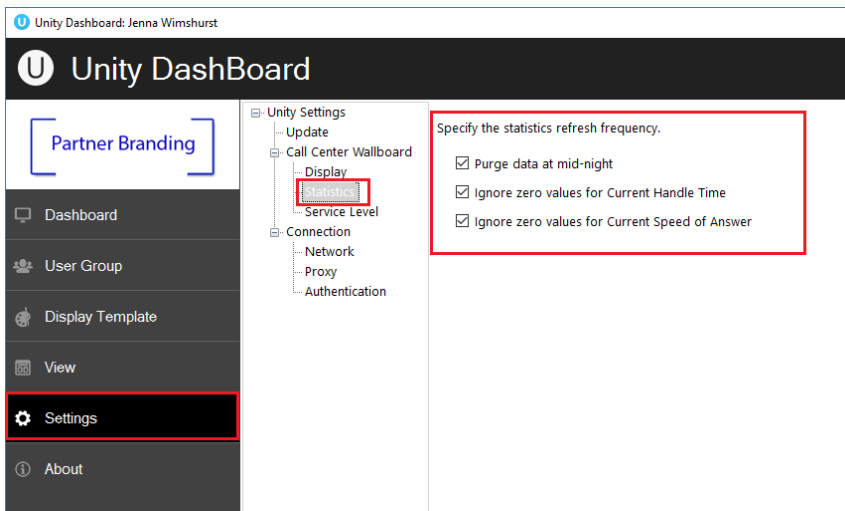 Unity Dashboard: Jenna Wimshurst
Unity DashBoard
Partner Branding
Dashboard
User Group
Display Template
View
Settings
About
Unity Settings
Update
Call Center Wallboard
Display
Statistics
Service Level
Connection
Network
Proxy
Authentication
Specify the statistics refresh frequency.
Purge data at mid-night
Ignore zero values for Current Handle Time
Ignore zero values for Current Speed of Answer